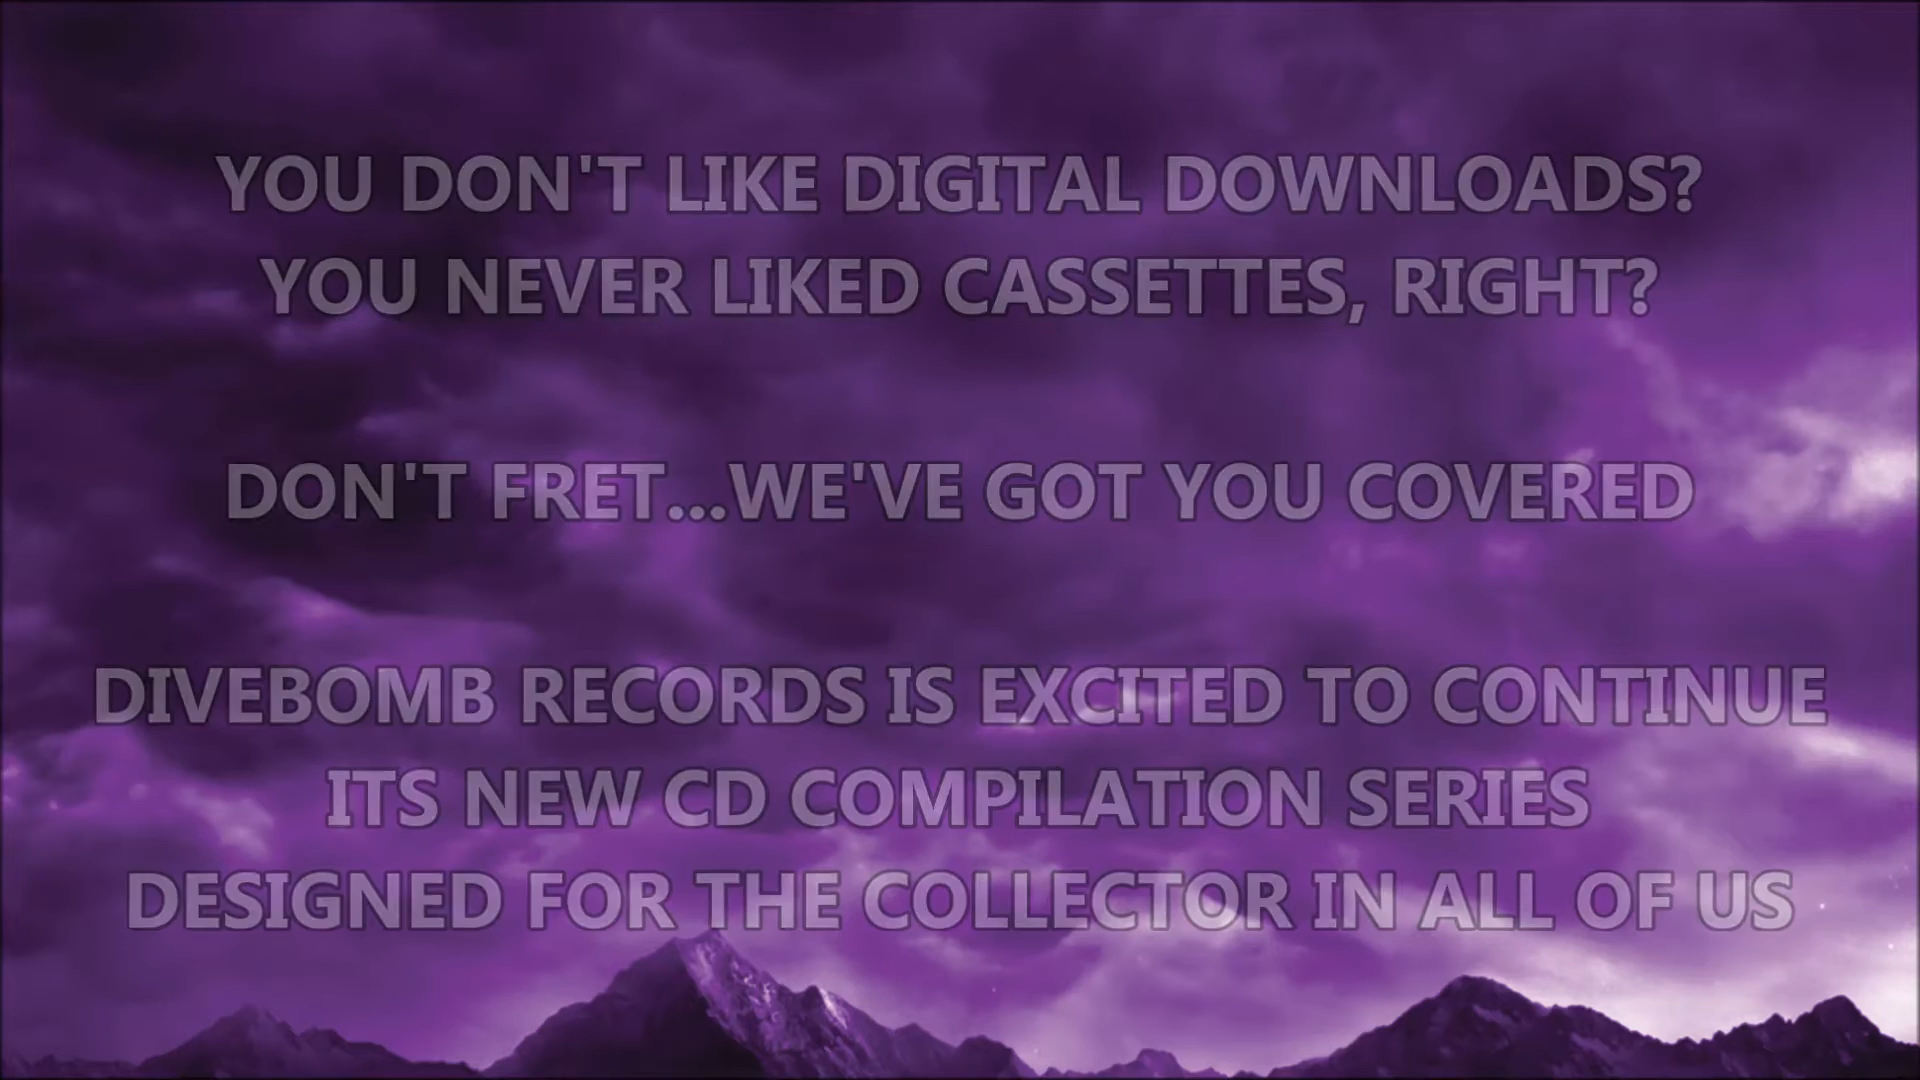 YOU DON'T LIKE DIGITAL DOWNLOADS?
YOU NEVER LIKED CASSETTES, RIGHT?
DON'T FRET...WE'VE GOT YOU COVERED
DIVEBOMB RECORDS IS EXCITED TO CONTINUE
ITS NEW CD COMPILATION SERIES
DESIGNED FOR THE COLLECTOR IN ALL OF US